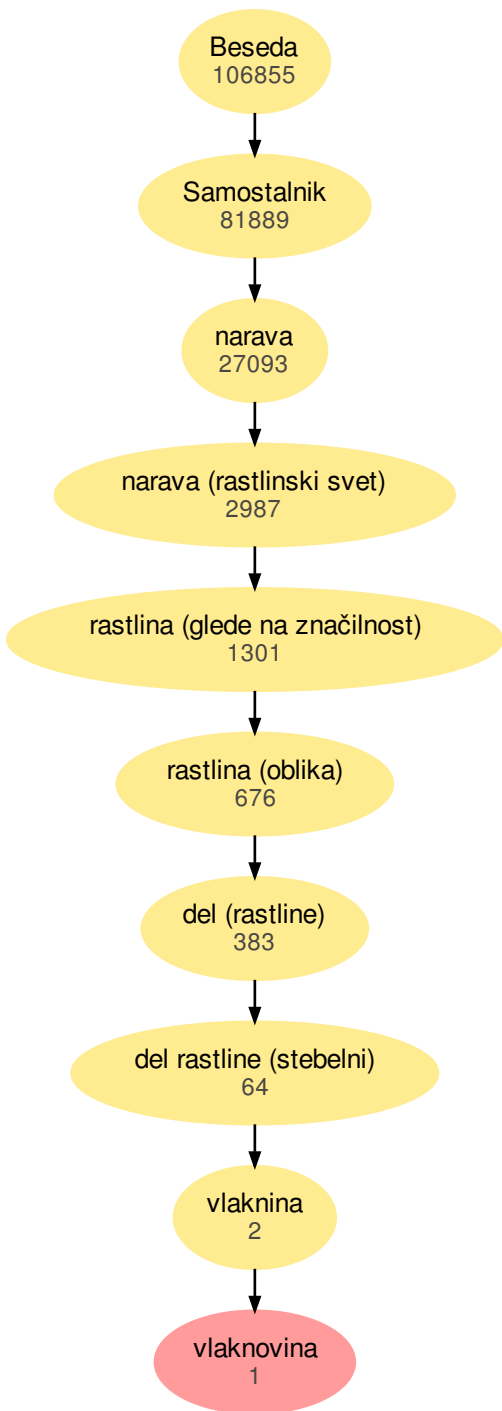 Beseda
106855
Samostalnik
81889
narava
27093
narava (rastlinski svet)
2987
rastlina (glede na značilnost)
1301
rastlina (oblika)
676
del (rastline)
383
del rastline (stebelni)
64
vlaknina
2
vlaknovina
1